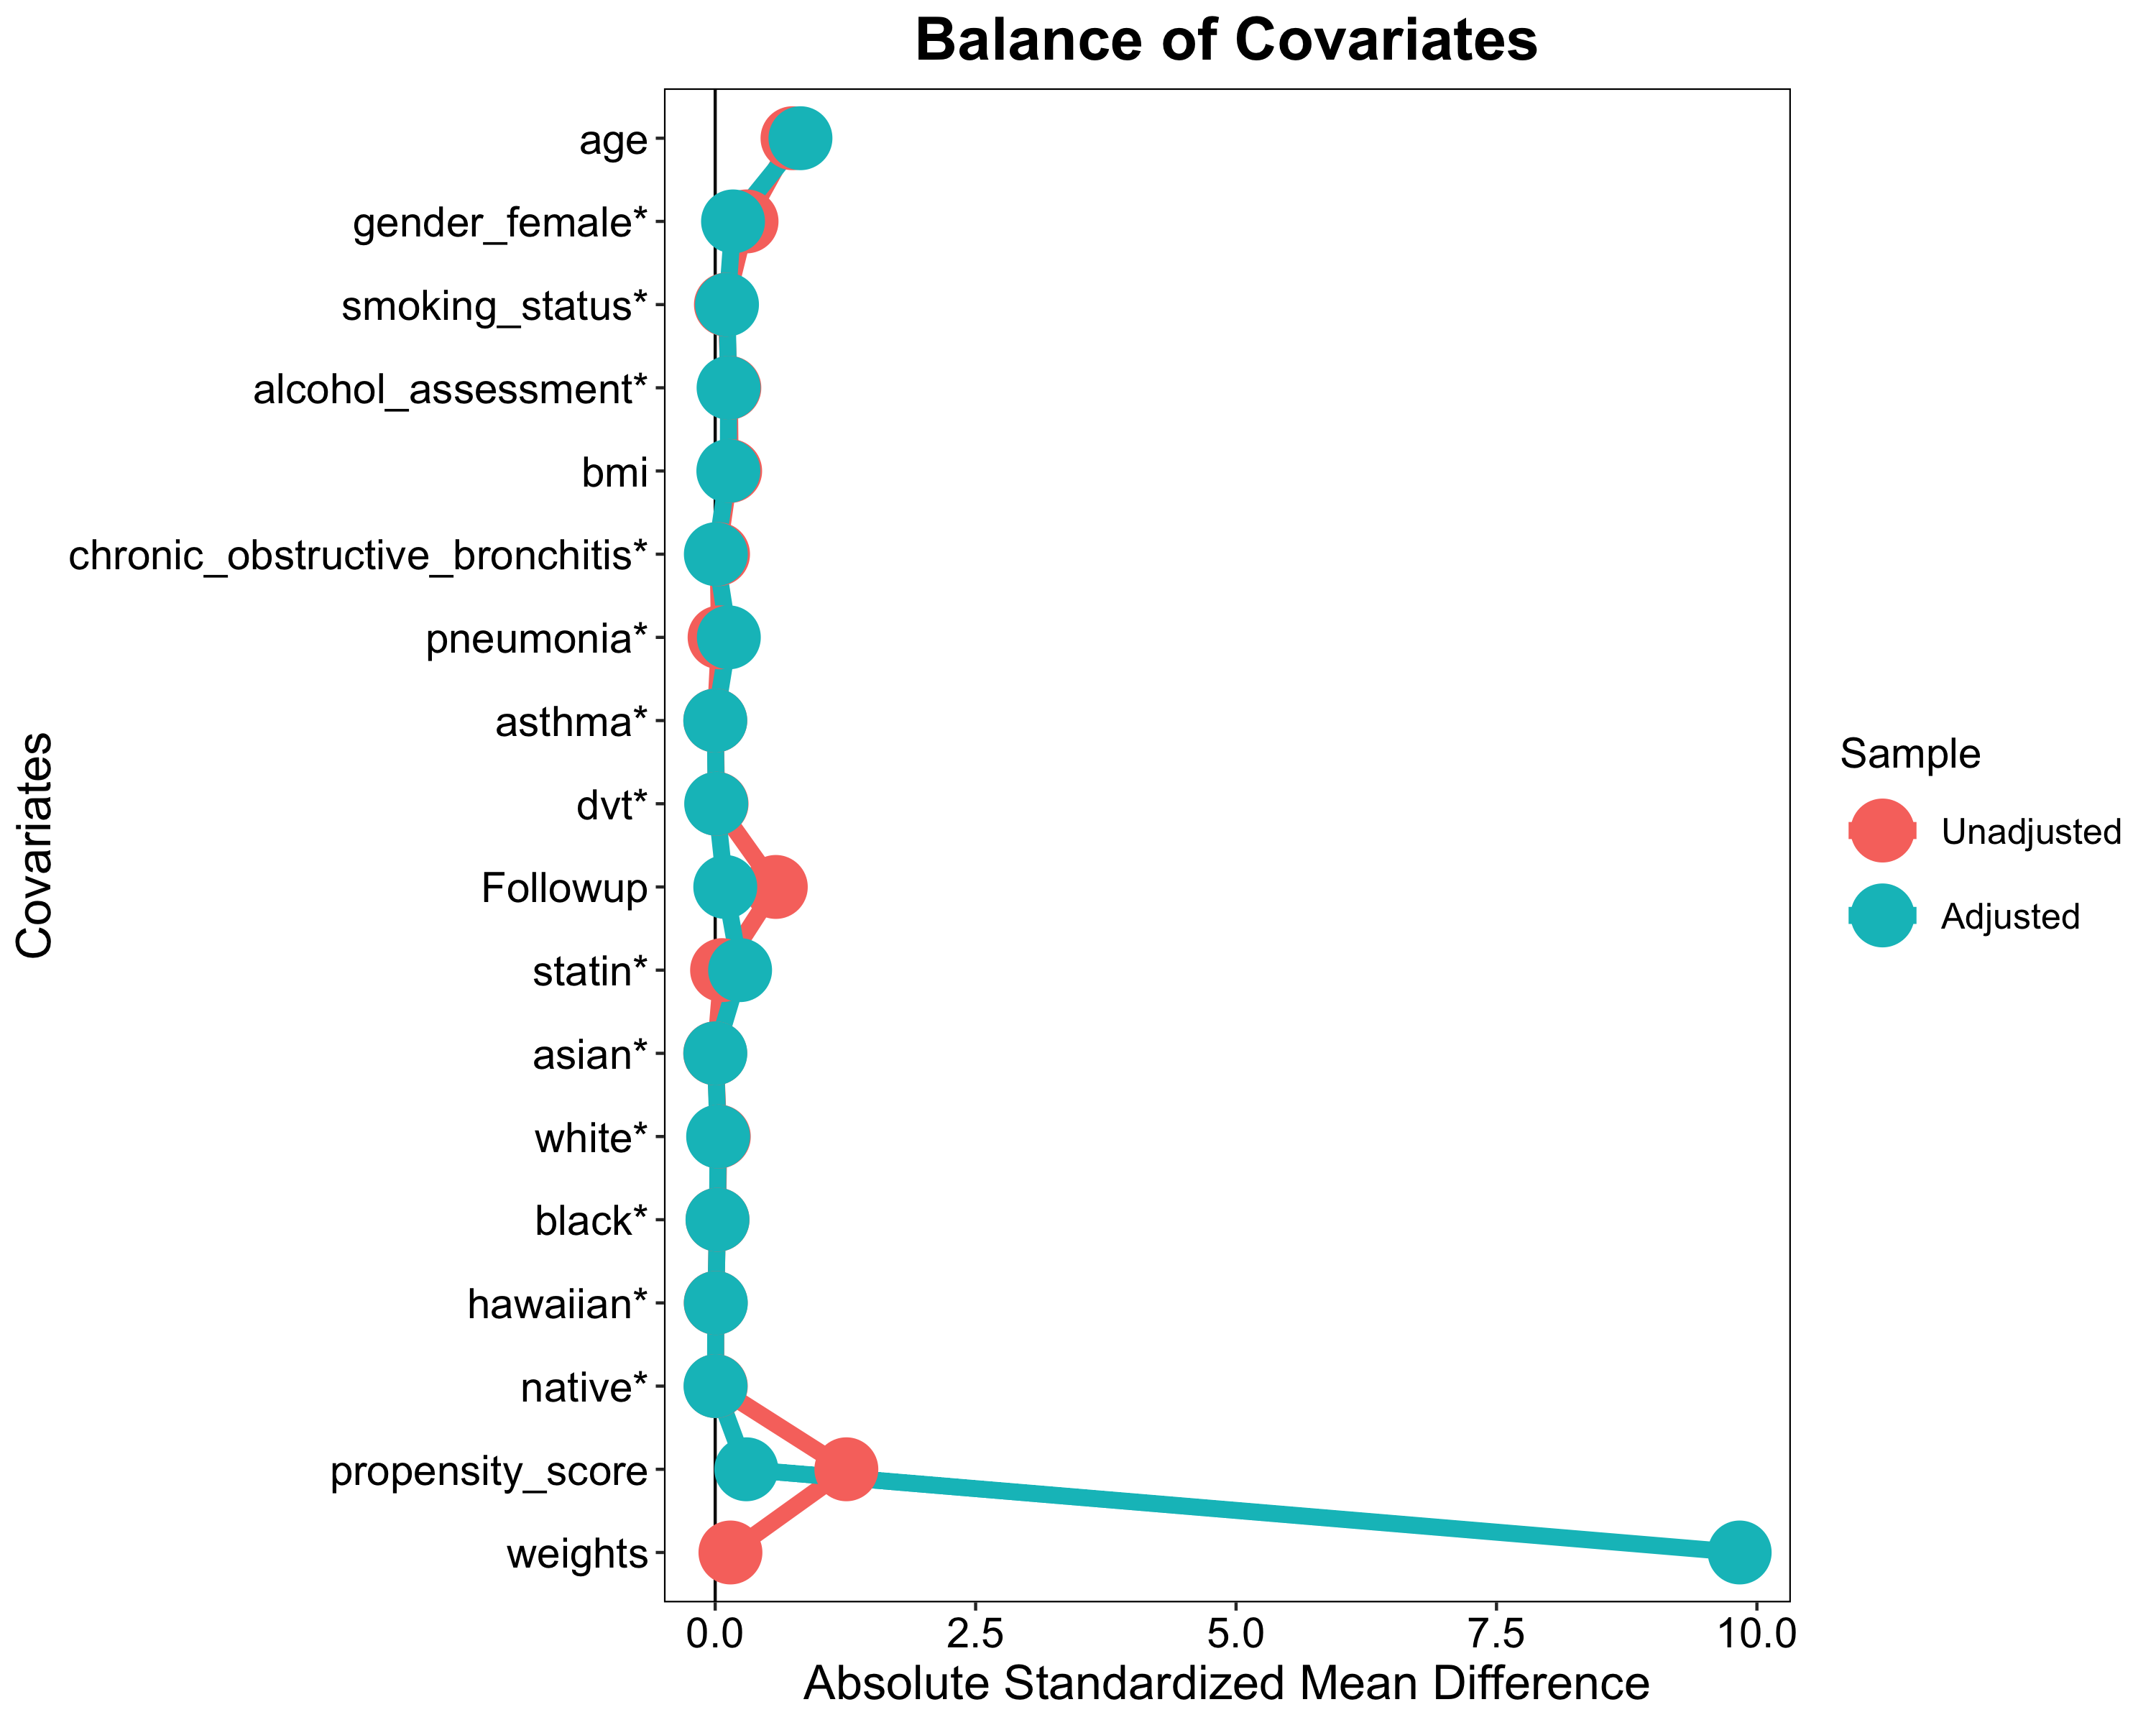 Balance of Covariates
age
gender_female*
smoking_status*
alcohol_assessment*
bmi
chronic_obstructive_bronchitis*
pneumonia*
asthma*
dvt*
Followup
statin*
asian*
white*
black*
hawaiian*
native*
propensity_score
weights
Covariates
0.0 2.5 5.0 7.5 10.0
Absolute Standardized Mean Difference
Sample
Unadjusted
Adjusted